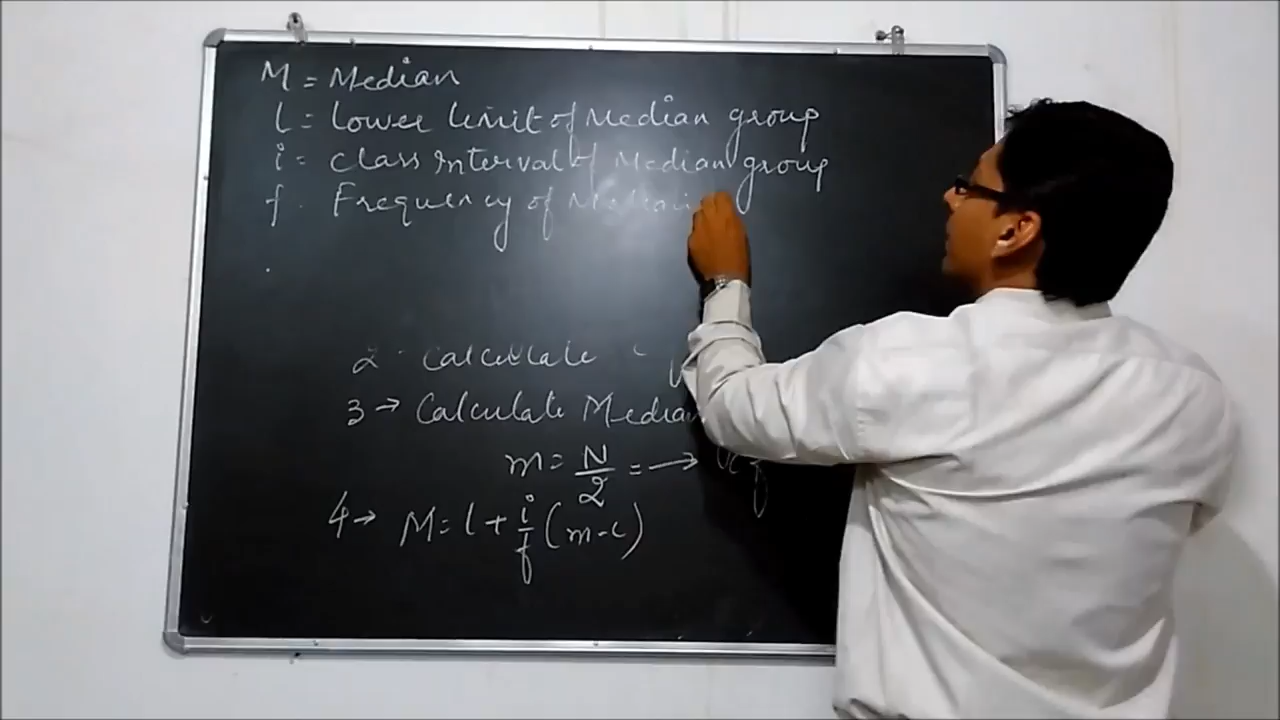 M = Median
l = lower limit of Median group
i = class interval of Median group
f . Frequency of Median
2 . Calculate
3 → Calculate Median
m = N/2 = → c f
4 → M = l + i/f (m - c)